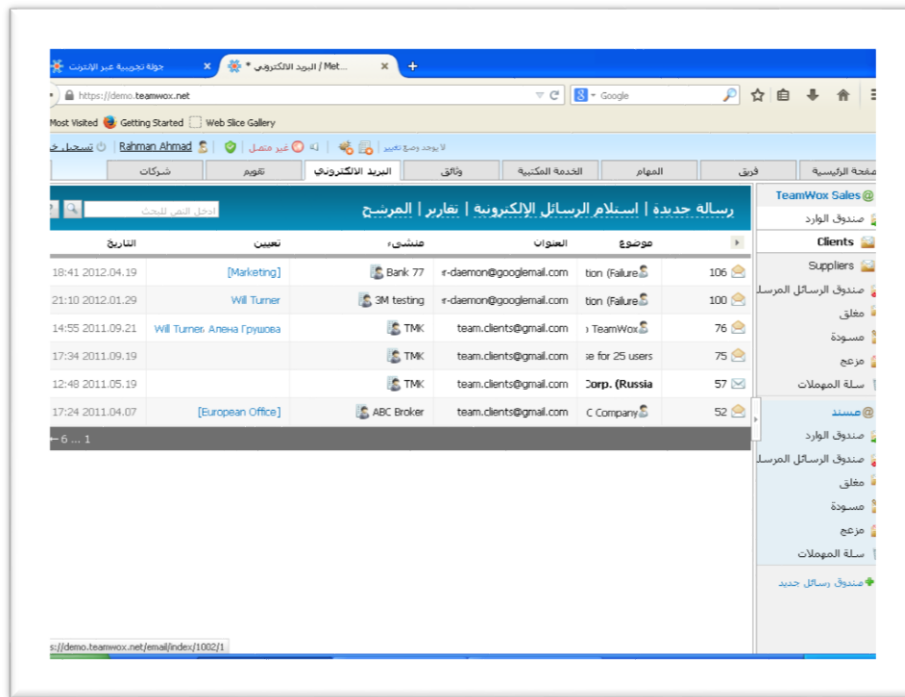 جولة تجريبية عبر الإنترنت
البريد الالكتروني * / Met...
https://demo.teamwox.net
Google
Most Visited Getting Started Web Slice Gallery
لا يوجد وضع تغيير | غير متصل | Rahman Ahmad | تسجيل
صفحة الرئيسية فريق المهام الخدمة المكتبية وثائق البريد الالكتروني تقويم شركات
رسالة جديدة | استلام الرسائل الإلكترونية | تقارير | المرشح ادخل النص للبحث
موضوع العنوان منشىء تعيين التاريخ
106 tion (Failure r-daemon@googlemail.com Bank 77 [Marketing] 18:41 2012.04.19
100 tion (Failure r-daemon@googlemail.com 3M testing Will Turner 21:10 2012.01.29
76 TeamWox team.clients@gmail.com TMK Will Turner, Алена Грушова 14:55 2011.09.21
75 se for 25 users team.clients@gmail.com TMK 17:34 2011.09.19
57 Corp. (Russia team.clients@gmail.com TMK 12:48 2011.05.19
52 C Company team.clients@gmail.com ABC Broker [European Office] 17:24 2011.04.07
←6 ... 1
TeamWox Sales
صندوق الوارد
Clients
Suppliers
صندوق الرسائل المرسل
مغلق
مسودة
مزعج
سلة المهملات
مسند
صندوق الوارد
صندوق الرسائل المرسل
مغلق
مسودة
مزعج
سلة المهملات
صندوق رسائل جديد
s://demo.teamwox.net/email/index/1002/1